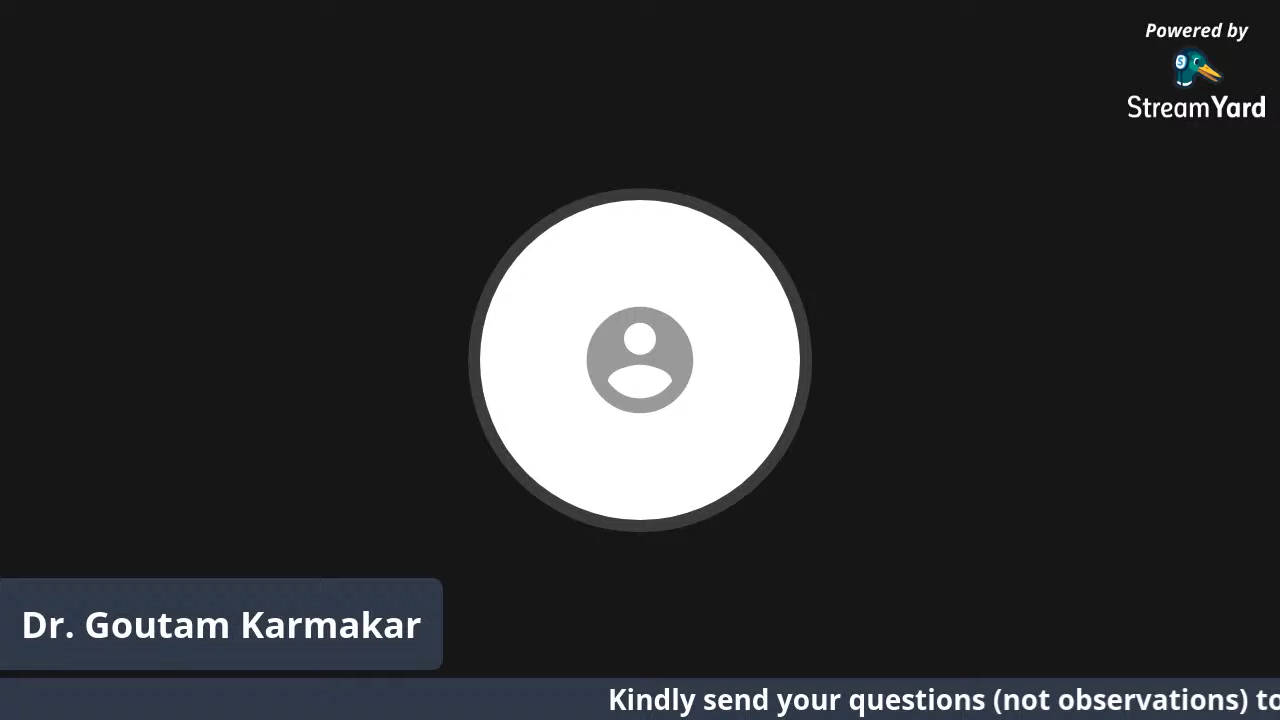 Powered by
StreamYard
Dr. Goutam Karmakar
Kindly send your questions (not observations) to